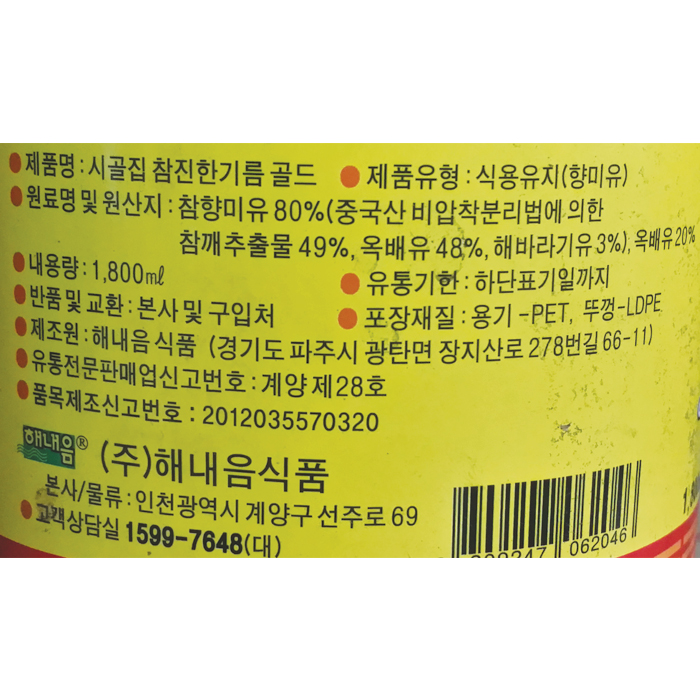 ● 제품명 : 시골집 참진한기름 골드 ● 제품유형 : 식용유지(향미유)
● 원료명 및 원산지 : 참향미유 80%(중국산 비압착분리법에 의한
참깨추출물 49%, 옥배유 48%, 해바라기유 3%), 옥배유 20%
● 내용량 : 1,800㎖ ● 유통기한 : 하단표기일까지
● 반품 및 교환 : 본사 및 구입처 ● 포장재질 : 용기 -PET, 뚜껑-LDPE
● 제조원 : 해내음 식품 (경기도 파주시 광탄면 장지산로 278번길 66-11)
● 유통전문판매업신고번호 : 계양 제28호
● 품목제조신고번호 : 2012035570320
해내음® (주)해내음식품
본사/물류 : 인천광역시 계양구 선주로 69
● 고객상담실 1599-7648(대)
062046